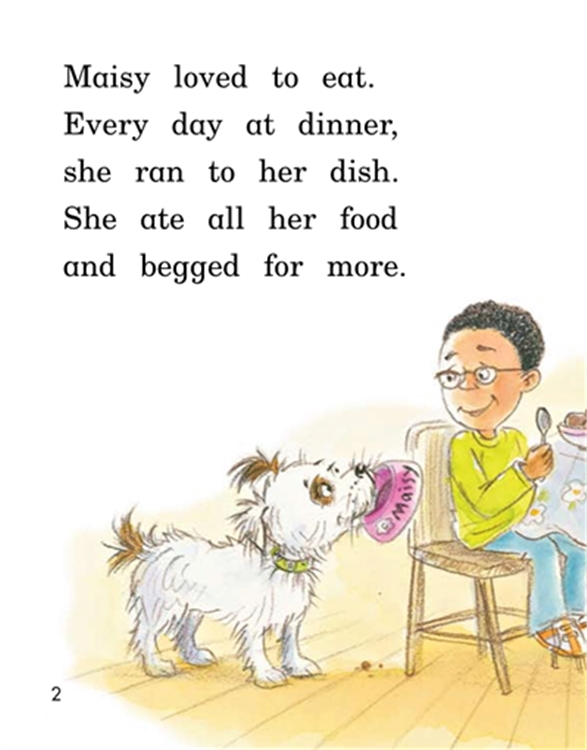 Maisy loved to eat.
Every day at dinner,
she ran to her dish.
She ate all her food
and begged for more.
Maisy
2